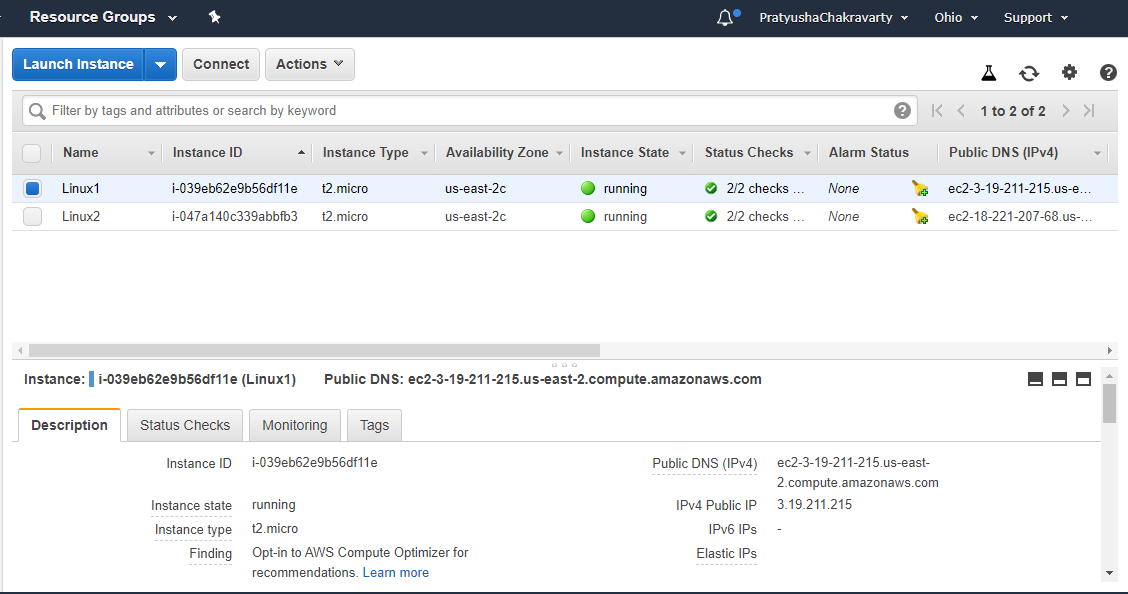 Resource Groups PratyushaChakravarty Ohio Support
Launch Instance Connect Actions
Filter by tags and attributes or search by keyword 1 to 2 of 2
Name Instance ID Instance Type Availability Zone Instance State Status Checks Alarm Status Public DNS (IPv4)
Linux1 i-039eb62e9b56df11e t2.micro us-east-2c running 2/2 checks ... None ec2-3-19-211-215.us-e...
Linux2 i-047a140c339abbfb3 t2.micro us-east-2c running 2/2 checks ... None ec2-18-221-207-68.us-...
Instance: i-039eb62e9b56df11e (Linux1) Public DNS: ec2-3-19-211-215.us-east-2.compute.amazonaws.com
Description Status Checks Monitoring Tags
Instance ID i-039eb62e9b56df11e Public DNS (IPv4) ec2-3-19-211-215.us-east-
2.compute.amazonaws.com
Instance state running IPv4 Public IP 3.19.211.215
Instance type t2.micro IPv6 IPs -
Finding Opt-in to AWS Compute Optimizer for Elastic IPs
recommendations. Learn more